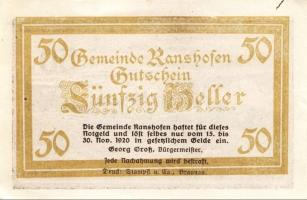 50 50
Gemeinde Ranshofen
Gutschein
Fünfzig Heller
Die Gemeinde Ranshofen haftet für dieses
Notgeld und löst selbes nur vom 15. bis
30. Nov. 1920 in gesetzlichem Gelde ein.
Georg Groß, Bürgermeister.
50 50
Jede Nachahmung wird bestraft.
Druck: Stampfl u. Co., Braunau.